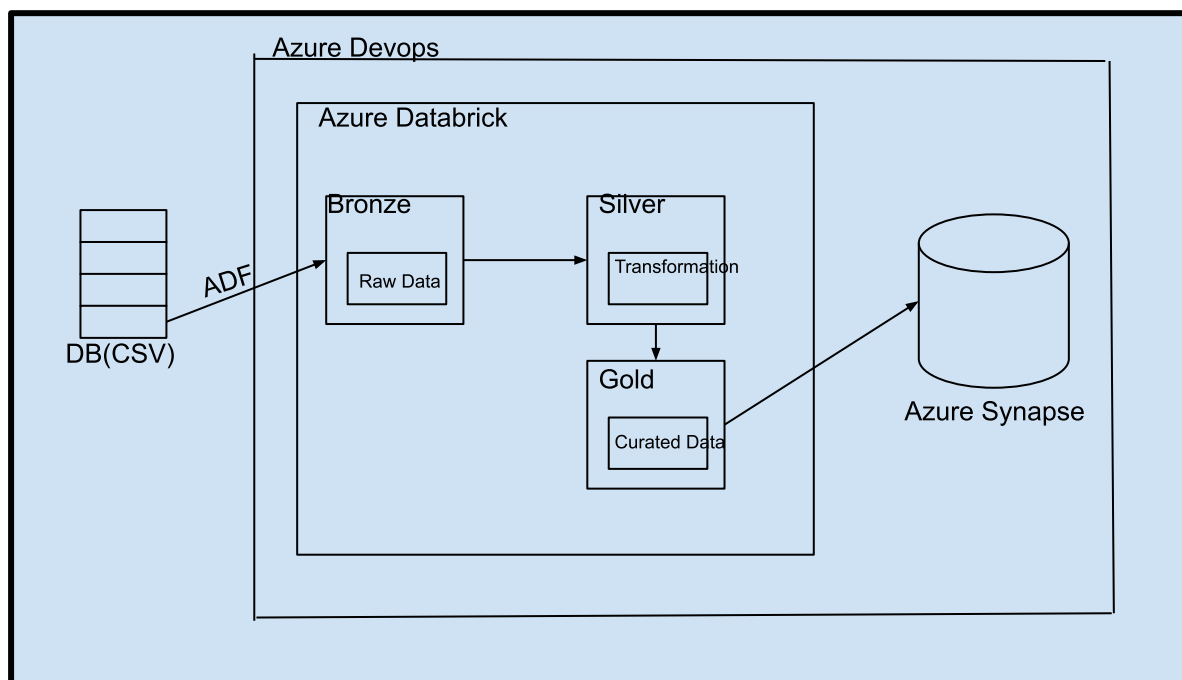 Azure Devops
Azure Databrick
Bronze
Silver
Raw Data
Transformation
ADF
DB(CSV)
Gold
Curated Data
Azure Synapse